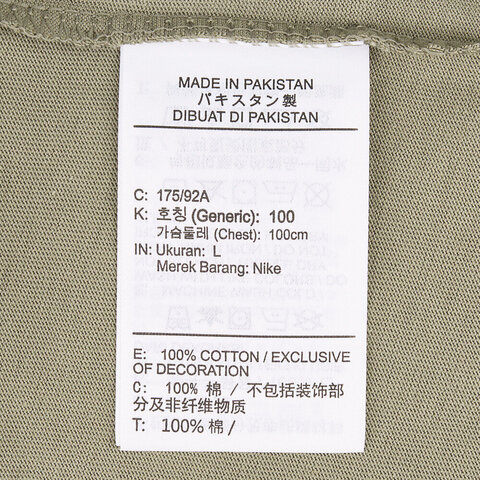 MADE IN PAKISTAN
パキスタン製
DIBUAT DI PAKISTAN
C: 175/92A
K: 호칭 (Generic): 100
가슴둘레 (Chest): 100cm
IN: Ukuran: L
Merek Barang: Nike
E: 100% COTTON / EXCLUSIVE
OF DECORATION
C: 100% 棉 / 不包括装饰部
分及非纤维物质
T: 100% 棉 /